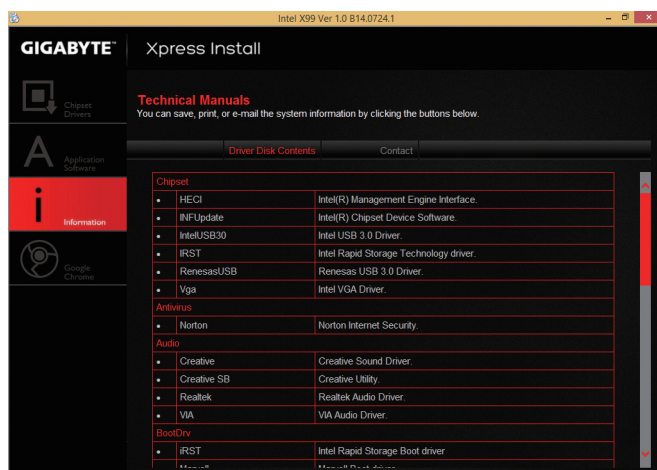 Intel X99 Ver 1.0 B14.0724.1
GIGABYTE™
Xpress Install
Chipset
Drivers
Application
Software
Information
Google
Chrome
Technical Manuals
You can save, print, or e-mail the system information by clicking the buttons below.
Driver Disk Contents Contact
Chipset
• HECI Intel(R) Management Engine Interface.
• INFUpdate Intel(R) Chipset Device Software.
• IntelUSB30 Intel USB 3.0 Driver.
• IRST Intel Rapid Storage Technology driver.
• RenesasUSB Renesas USB 3.0 Driver.
• Vga Intel VGA Driver.
Antivirus
• Norton Norton Internet Security.
Audio
• Creative Creative Sound Driver.
• Creative SB Creative Utility.
• Realtek Realtek Audio Driver.
• VIA VIA Audio Driver.
BootDrv
• iRST Intel Rapid Storage Boot driver